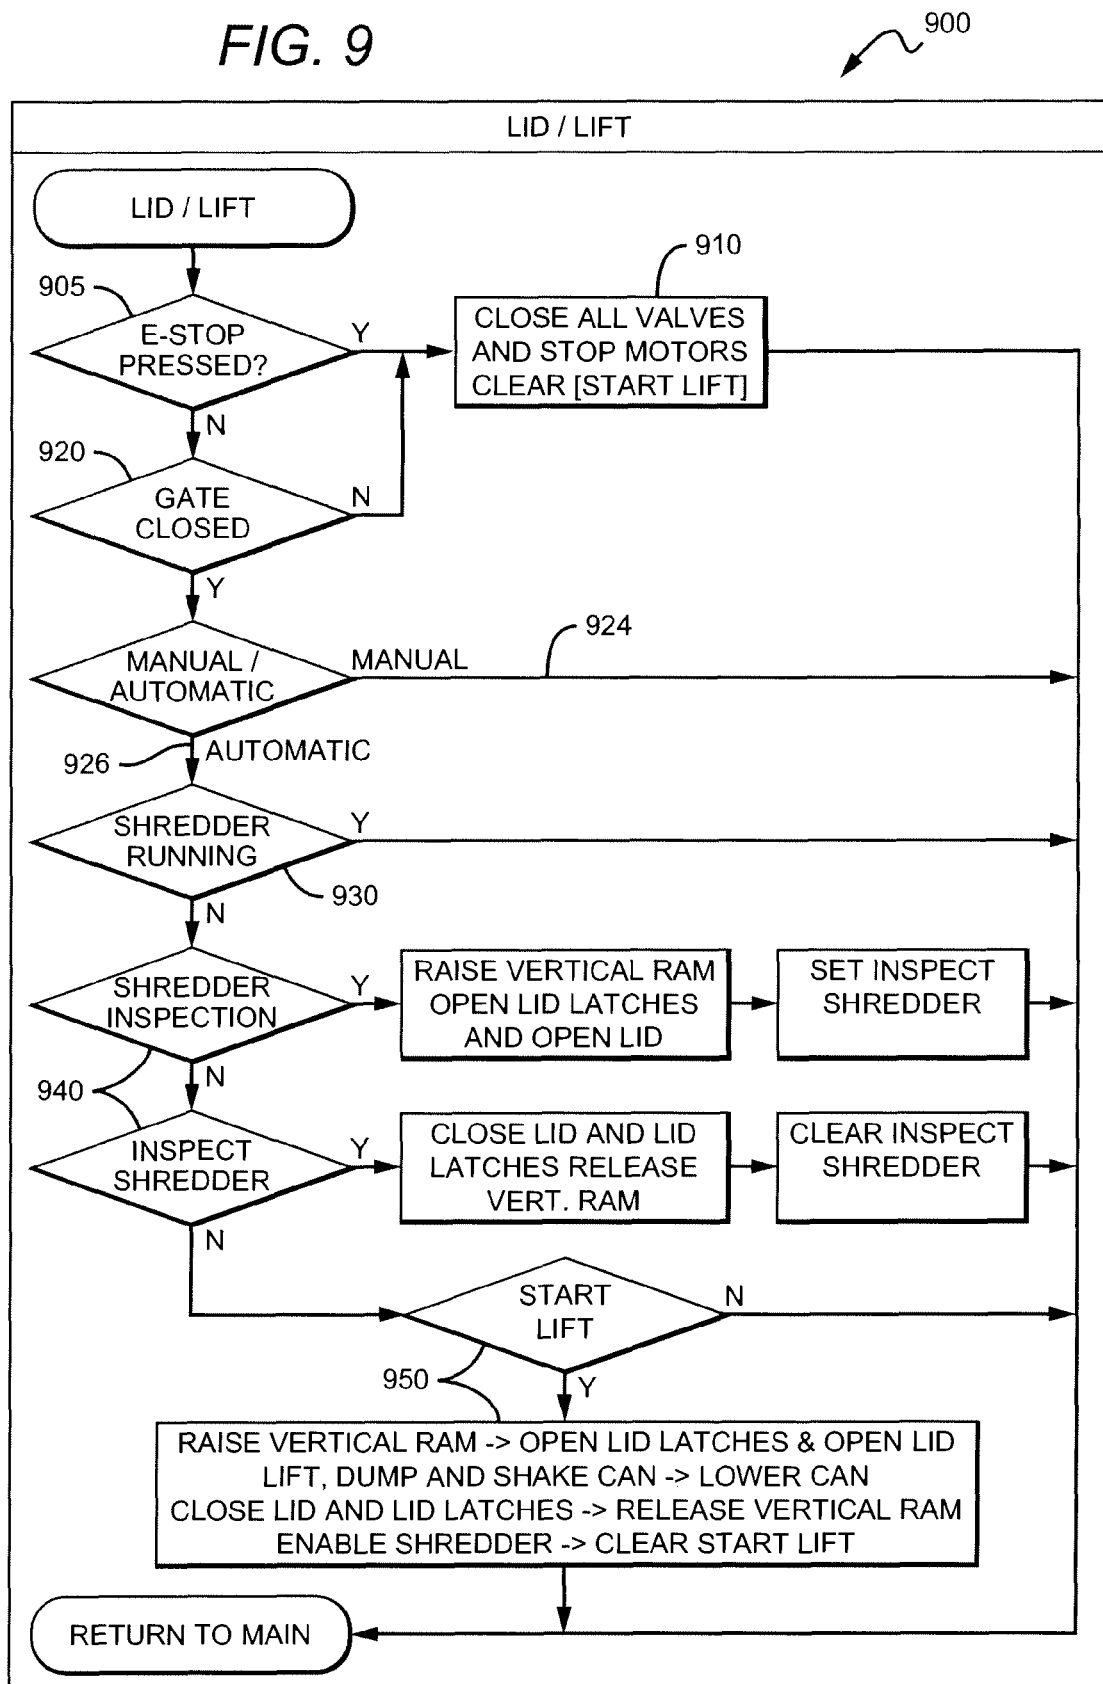 FIG. 9
900
LID / LIFT
LID / LIFT
905
E-STOP
PRESSED?
Y
N
910
CLOSE ALL VALVES
AND STOP MOTORS
CLEAR [START LIFT]
920
GATE
CLOSED
N
Y
MANUAL /
AUTOMATIC
MANUAL
924
926
AUTOMATIC
SHREDDER
RUNNING
Y
930
N
SHREDDER
INSPECTION
Y
RAISE VERTICAL RAM
OPEN LID LATCHES
AND OPEN LID
SET INSPECT
SHREDDER
940
N
INSPECT
SHREDDER
Y
CLOSE LID AND LID
LATCHES RELEASE
VERT. RAM
CLEAR INSPECT
SHREDDER
N
START
LIFT
N
950
Y
RAISE VERTICAL RAM -> OPEN LID LATCHES & OPEN LID
LIFT, DUMP AND SHAKE CAN -> LOWER CAN
CLOSE LID AND LID LATCHES -> RELEASE VERTICAL RAM
ENABLE SHREDDER -> CLEAR START LIFT
RETURN TO MAIN